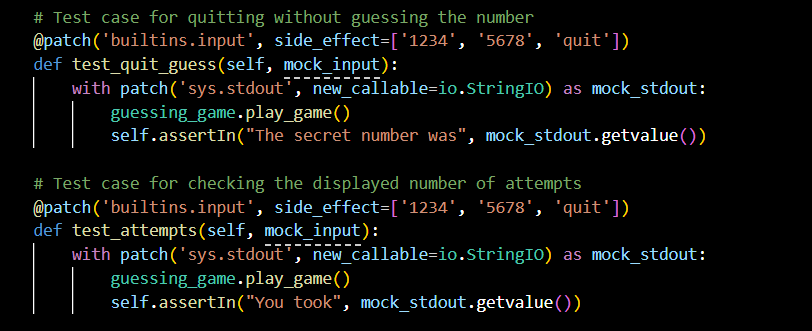 # Test case for quitting without guessing the number
@patch('builtins.input', side_effect=['1234', '5678', 'quit'])
def test_quit_guess(self, mock_input):
with patch('sys.stdout', new_callable=io.StringIO) as mock_stdout:
guessing_game.play_game()
self.assertIn("The secret number was", mock_stdout.getvalue())
# Test case for checking the displayed number of attempts
@patch('builtins.input', side_effect=['1234', '5678', 'quit'])
def test_attempts(self, mock_input):
with patch('sys.stdout', new_callable=io.StringIO) as mock_stdout:
guessing_game.play_game()
self.assertIn("You took", mock_stdout.getvalue())